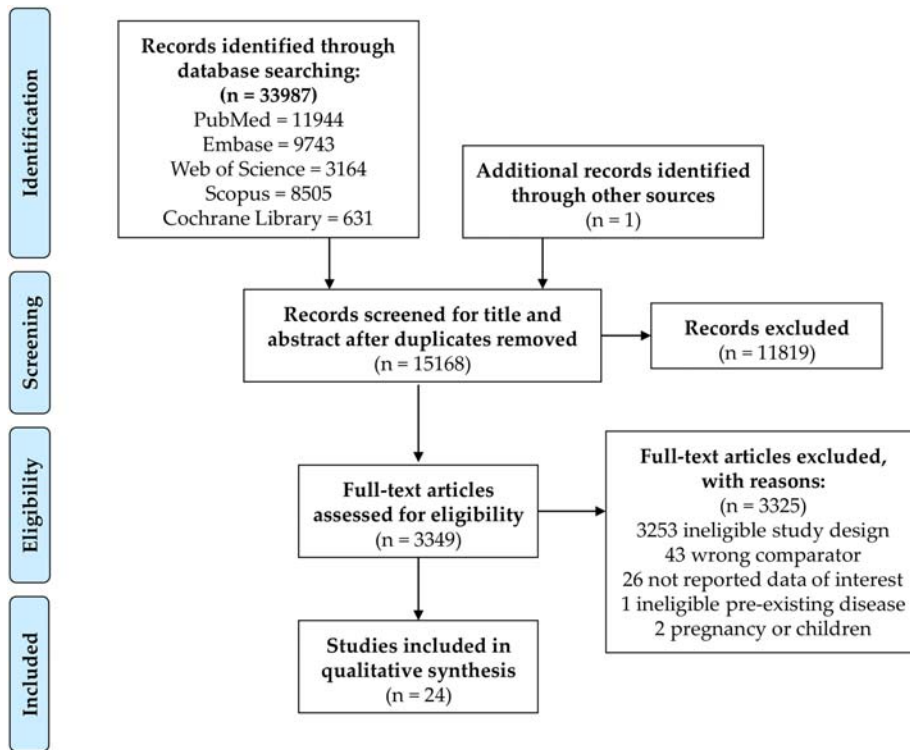 Identification
Records identified through
database searching:
(n = 33987)
PubMed = 11944
Embase = 9743
Web of Science = 3164
Scopus = 8505
Cochrane Library = 631
Additional records identified
through other sources
(n = 1)
Screening
Records screened for title and
abstract after duplicates removed
(n = 15168)
Records excluded
(n = 11819)
Eligibility
Full-text articles
assessed for eligibility
(n = 3349)
Full-text articles excluded,
with reasons:
(n = 3325)
3253 ineligible study design
43 wrong comparator
26 not reported data of interest
1 ineligible pre-existing disease
2 pregnancy or children
Included
Studies included in
qualitative synthesis
(n = 24)